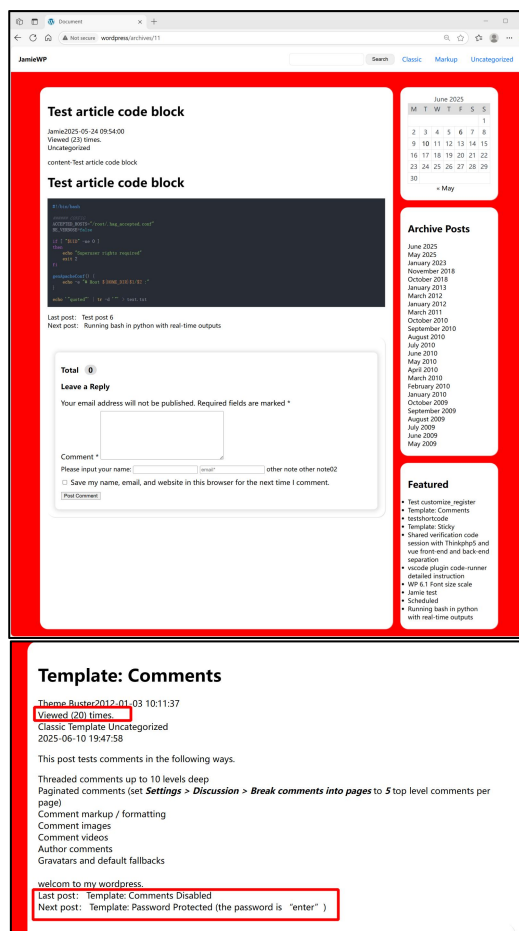 Document
Not secure wordpress/archives/11
JamieWP
Search
Classic Markup Uncategorized
Test article code block
Jamie2025-05-24 09:54:00
Viewed (23) times.
Uncategorized
content-Test article code block
Test article code block
#!/bin/bash
then
echo "Superuser rights required"
Last post: Test post 6
Next post: Running bash in python with real-time outputs
Total 0
Leave a Reply
Your email address will not be published. Required fields are marked *
Comment *
Please input your name: email* other note other note02
Save my name, email, and website in this browser for the next time I comment.
Post Comment
June 2025
M T W T F S S
1
2 3 4 5 6 7 8
9 10 11 12 13 14 15
16 17 18 19 20 21 22
23 24 25 26 27 28 29
30
« May
Archive Posts
June 2025
May 2025
January 2023
November 2018
October 2018
January 2013
March 2012
January 2012
March 2011
October 2010
September 2010
August 2010
July 2010
June 2010
May 2010
April 2010
March 2010
February 2010
January 2010
October 2009
September 2009
August 2009
July 2009
June 2009
May 2009
Featured
Test customize_register
Template: Comments
testshortcode
Template: Sticky
Shared verification code
session with Thinkphp5 and
vue front-end and back-end
separation
vscode plugin code-runner
detailed instruction
WP 6.1 Font size scale
Jamie test
Scheduled
Running bash in python
with real-time outputs
Template: Comments
Theme Buster2012-01-03 10:11:37
Viewed (20) times.
Classic Template Uncategorized
2025-06-10 19:47:58
This post tests comments in the following ways.
Threaded comments up to 10 levels deep
Paginated comments (set Settings > Discussion > Break comments into pages to 5 top level comments per
page)
Comment markup / formatting
Comment images
Comment videos
Author comments
Gravatars and default fallbacks
welcom to my wordpress.
Last post: Template: Comments Disabled
Next post: Template: Password Protected (the password is “enter” )